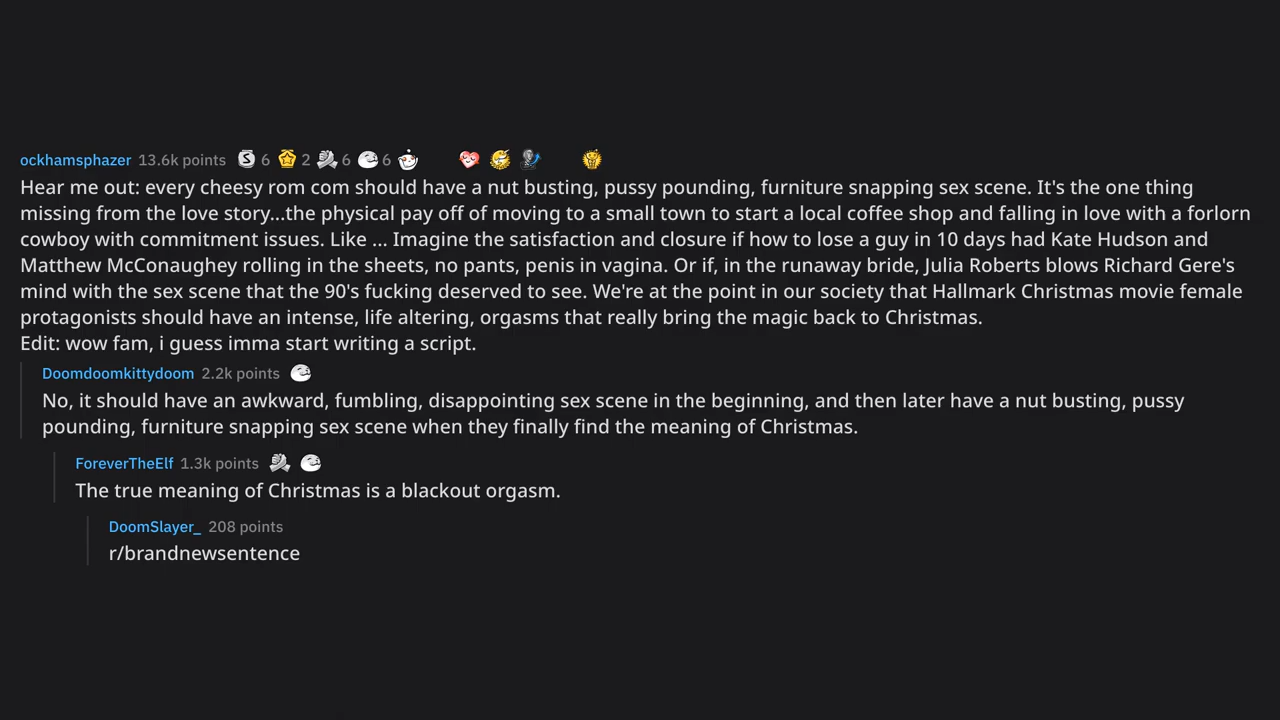 ockhamsphazer 13.6k points 6 2 6 6
Hear me out: every cheesy rom com should have a nut busting, pussy pounding, furniture snapping sex scene. It's the one thing
missing from the love story...the physical pay off of moving to a small town to start a local coffee shop and falling in love with a forlorn
cowboy with commitment issues. Like ... Imagine the satisfaction and closure if how to lose a guy in 10 days had Kate Hudson and
Matthew McConaughey rolling in the sheets, no pants, penis in vagina. Or if, in the runaway bride, Julia Roberts blows Richard Gere's
mind with the sex scene that the 90's fucking deserved to see. We're at the point in our society that Hallmark Christmas movie female
protagonists should have an intense, life altering, orgasms that really bring the magic back to Christmas.
Edit: wow fam, i guess imma start writing a script.
Doomdoomkittydoom 2.2k points
No, it should have an awkward, fumbling, disappointing sex scene in the beginning, and then later have a nut busting, pussy
pounding, furniture snapping sex scene when they finally find the meaning of Christmas.
ForeverTheElf 1.3k points
The true meaning of Christmas is a blackout orgasm.
DoomSlayer_ 208 points
r/brandnewsentence